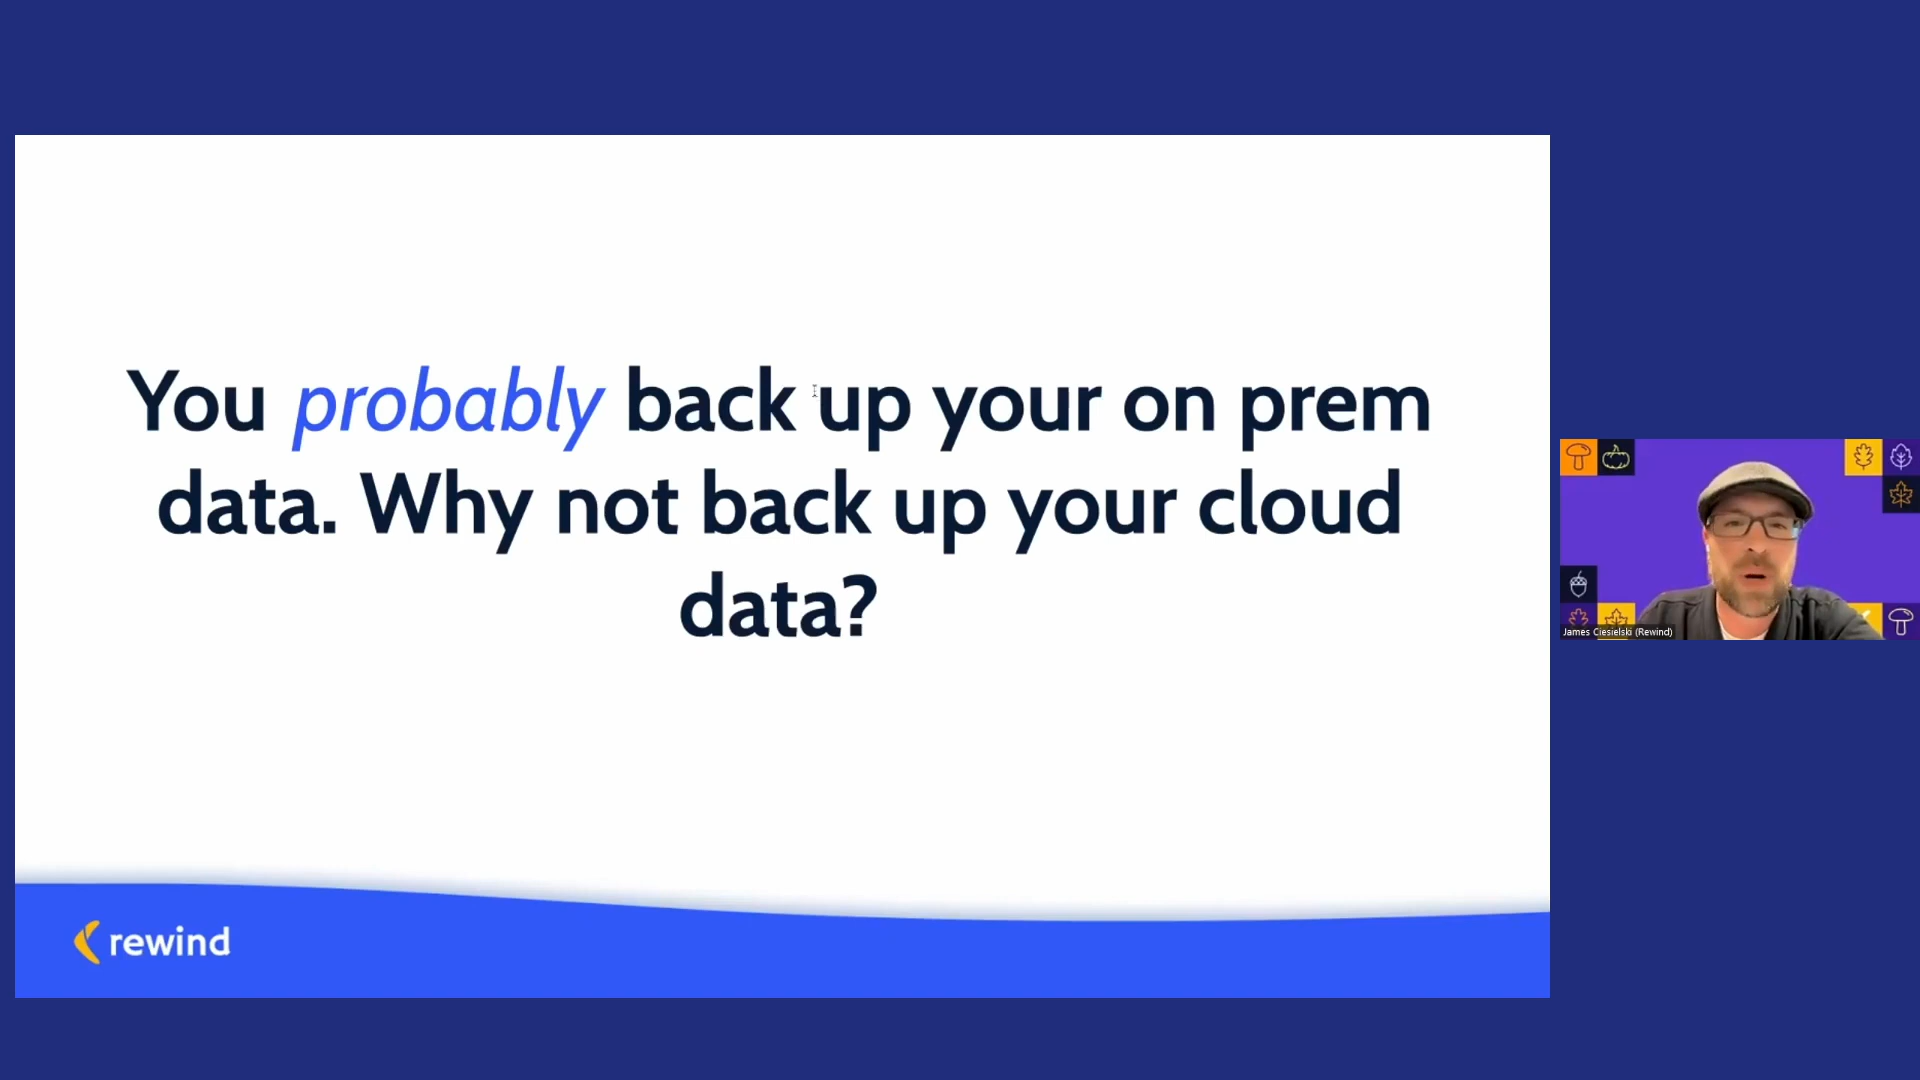 You probably back up your on prem
data. Why not back up your cloud
data?
rewind
James Ciesielski (Rewind)